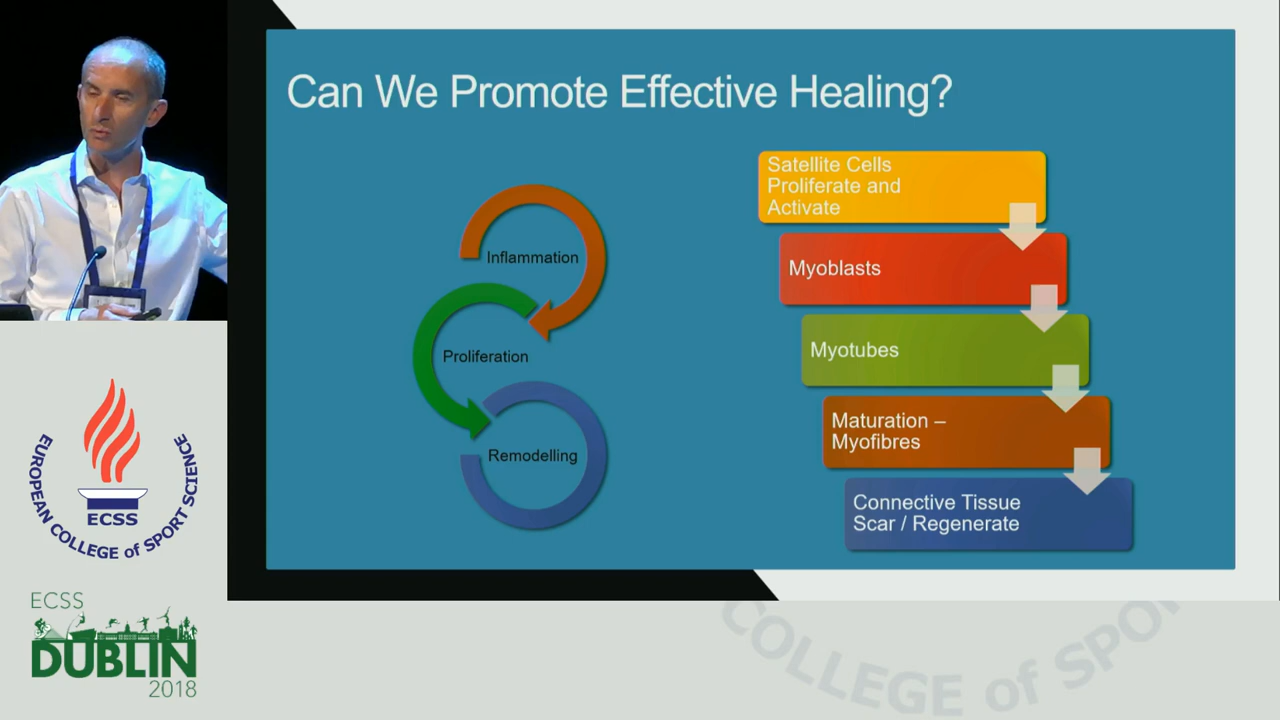 Can We Promote Effective Healing?
Inflammation
Proliferation
Remodelling
Satellite Cells
Proliferate and
Activate
Myoblasts
Myotubes
Maturation –
Myofibres
Connective Tissue
Scar / Regenerate
EUROPEAN COLLEGE of SPORT SCIENCE
ECSS
ECSS
DUBLIN
2018
COLLEGE of SPOR